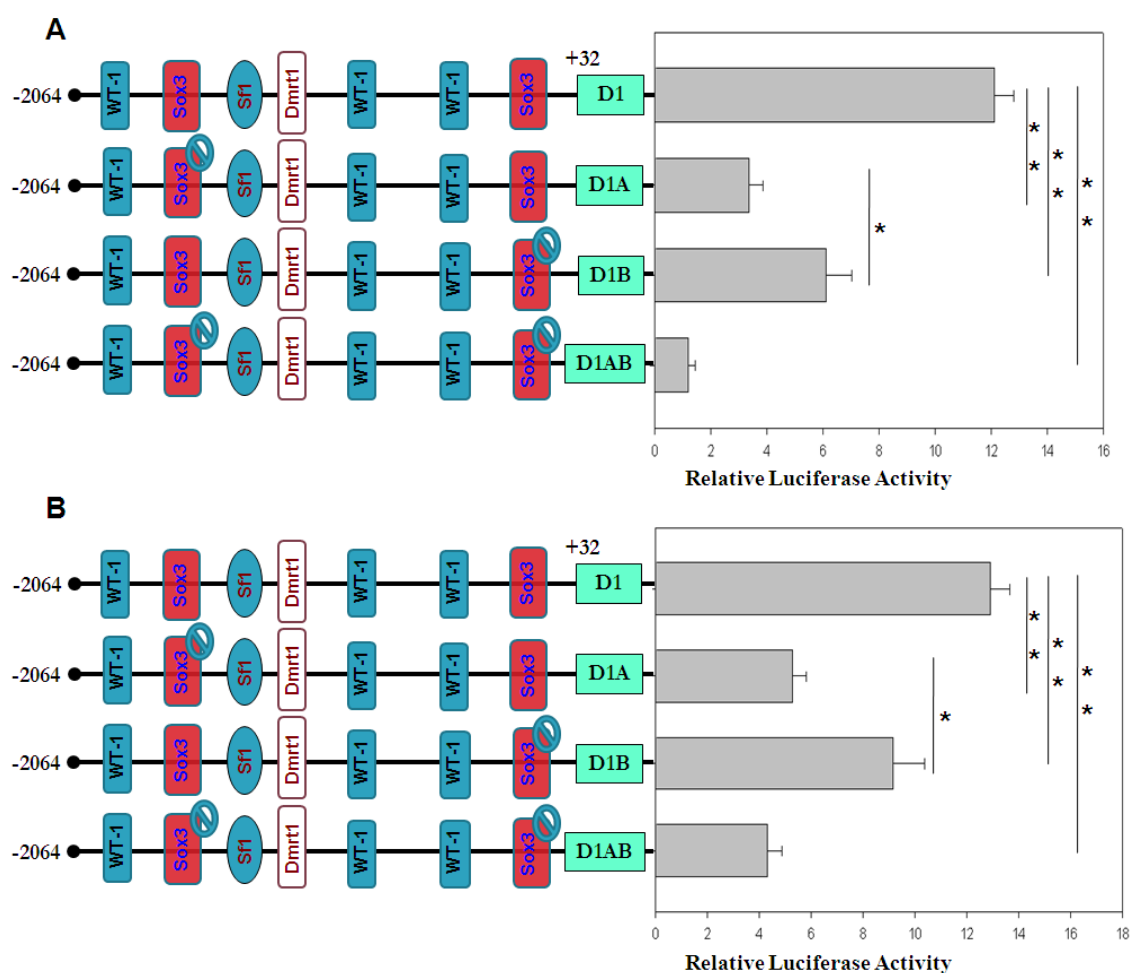 A
+32
-2064 WT-1 Sox3 Sf1 Dmrt1 WT-1 WT-1 Sox3 D1
**
-2064 WT-1 Sox3 Sf1 Dmrt1 WT-1 WT-1 Sox3 D1A
**
**
*
-2064 WT-1 Sox3 Sf1 Dmrt1 WT-1 WT-1 Sox3 D1B
-2064 WT-1 Sox3 Sf1 Dmrt1 WT-1 WT-1 Sox3 D1AB
0 2 4 6 8 10 12 14 16
Relative Luciferase Activity
B
+32
-2064 WT-1 Sox3 Sf1 Dmrt1 WT-1 WT-1 Sox3 D1
**
-2064 WT-1 Sox3 Sf1 Dmrt1 WT-1 WT-1 Sox3 D1A
**
**
*
-2064 WT-1 Sox3 Sf1 Dmrt1 WT-1 WT-1 Sox3 D1B
-2064 WT-1 Sox3 Sf1 Dmrt1 WT-1 WT-1 Sox3 D1AB
0 2 4 6 8 10 12 14 16 18
Relative Luciferase Activity